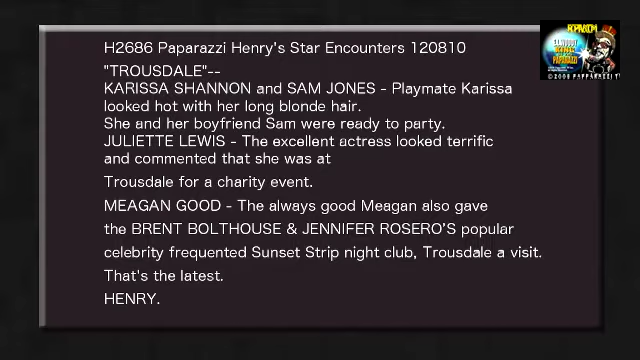 H2686 Paparazzi Henry's Star Encounters 120810
"TROUSDALE"--
KARISSA SHANNON and SAM JONES - Playmate Karissa
looked hot with her long blonde hair.
She and her boyfriend Sam were ready to party.
JULIETTE LEWIS - The excellent actress looked terrific
and commented that she was at
Trousdale for a charity event.
MEAGAN GOOD - The always good Meagan also gave
the BRENT BOLTHOUSE & JENNIFER ROSERO'S popular
celebrity frequented Sunset Strip night club, Trousdale a visit.
That's the latest.
HENRY.
PAPARAZZI